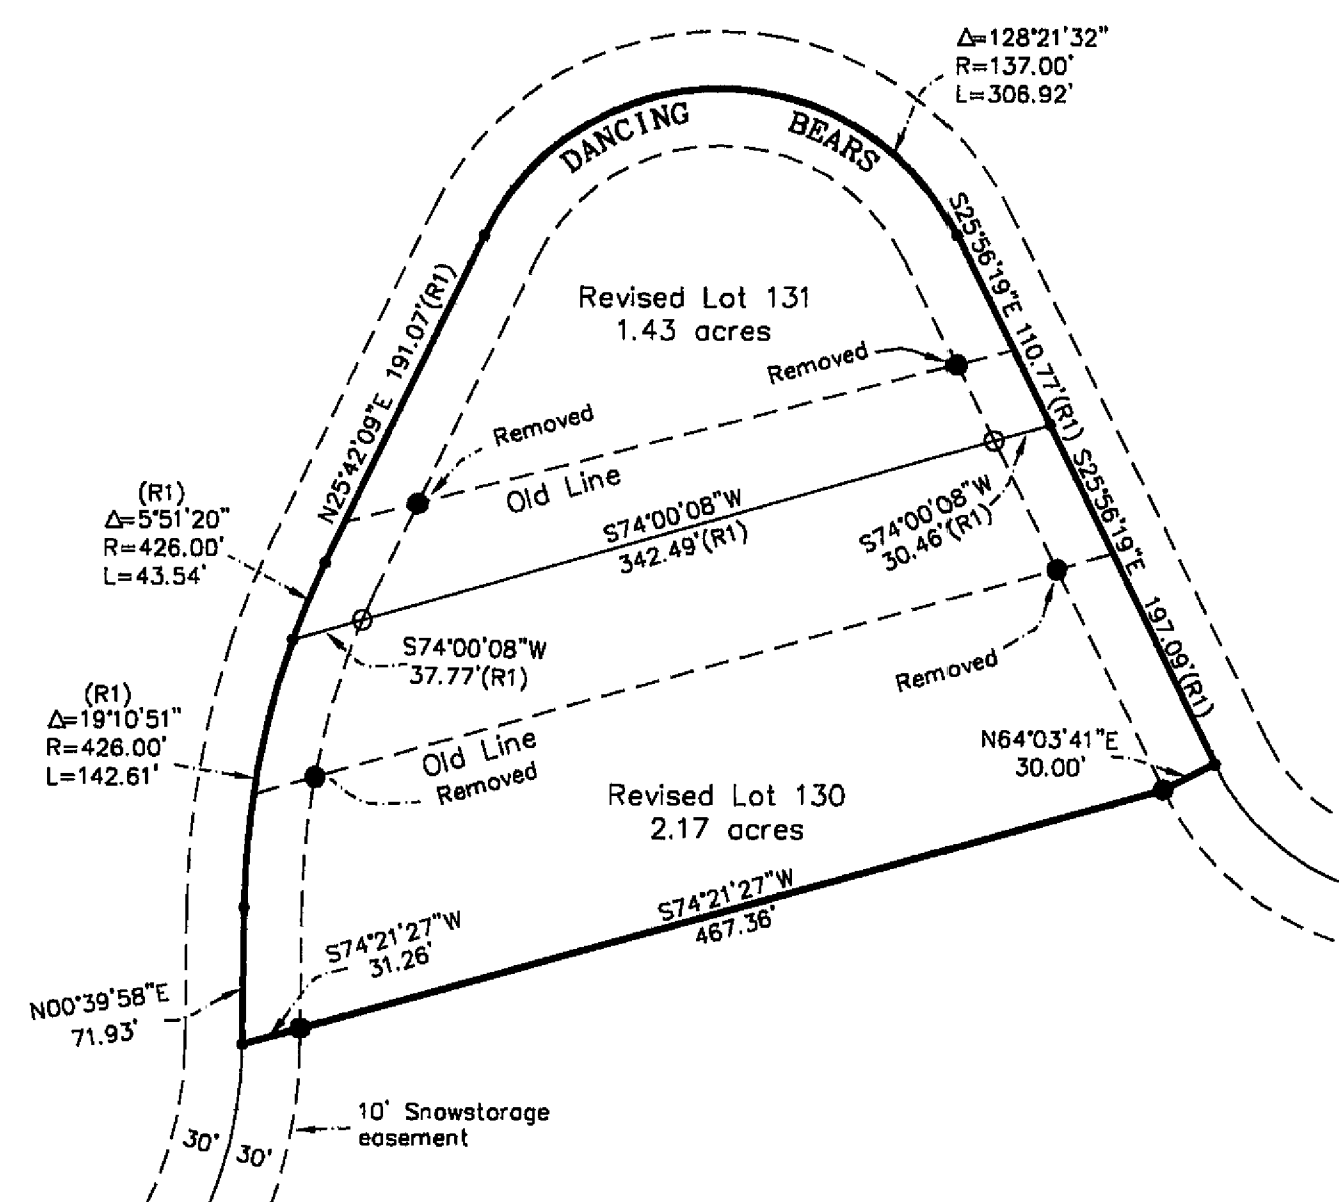 Δ=128°21'32"
R=137.00'
L=306.92'
DANCING BEARS
S25°56'19"E 110.77'(R1)
N25°42'09"E 191.07'(R1)
Revised Lot 131
1.43 acres
Removed
Removed
Old Line
(R1)
Δ=5°51'20"
R=426.00'
L=43.54'
S74°00'08"W
342.49'(R1)
S74°00'08"W
30.46'(R1)
S25°56'19"E 197.09'(R1)
S74°00'08"W
37.77'(R1)
Removed
(R1)
Δ=19°10'51"
R=426.00'
L=142.61'
Old Line
Removed
N64°03'41"E
30.00'
Revised Lot 130
2.17 acres
S74°21'27"W
467.36'
S74°21'27"W
31.26'
N00°39'58"E
71.93'
10' Snowstorage
easement
30' 30'